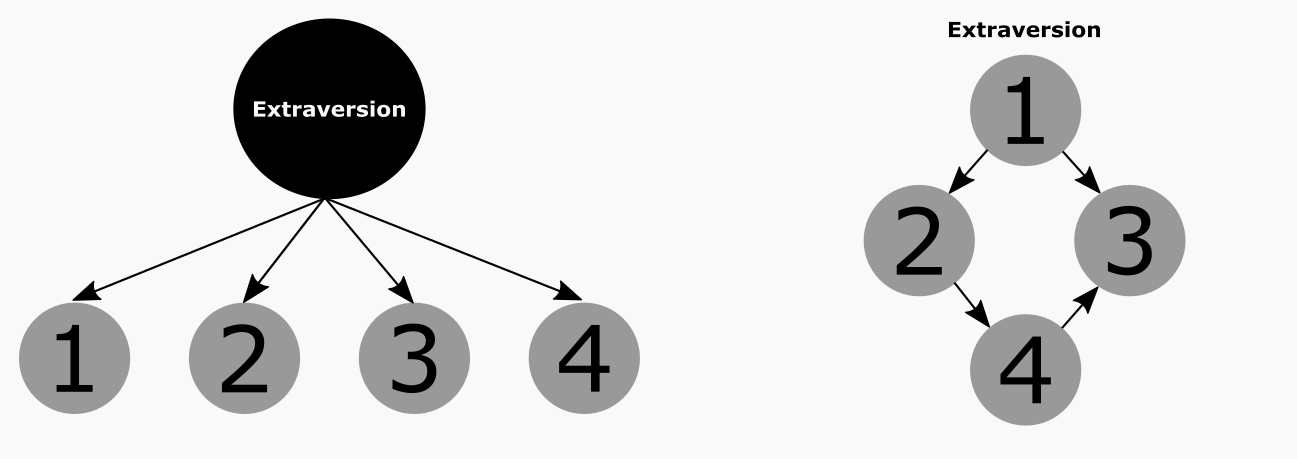 Extraversion
1 2 3 4
Extraversion
1
2 3
4